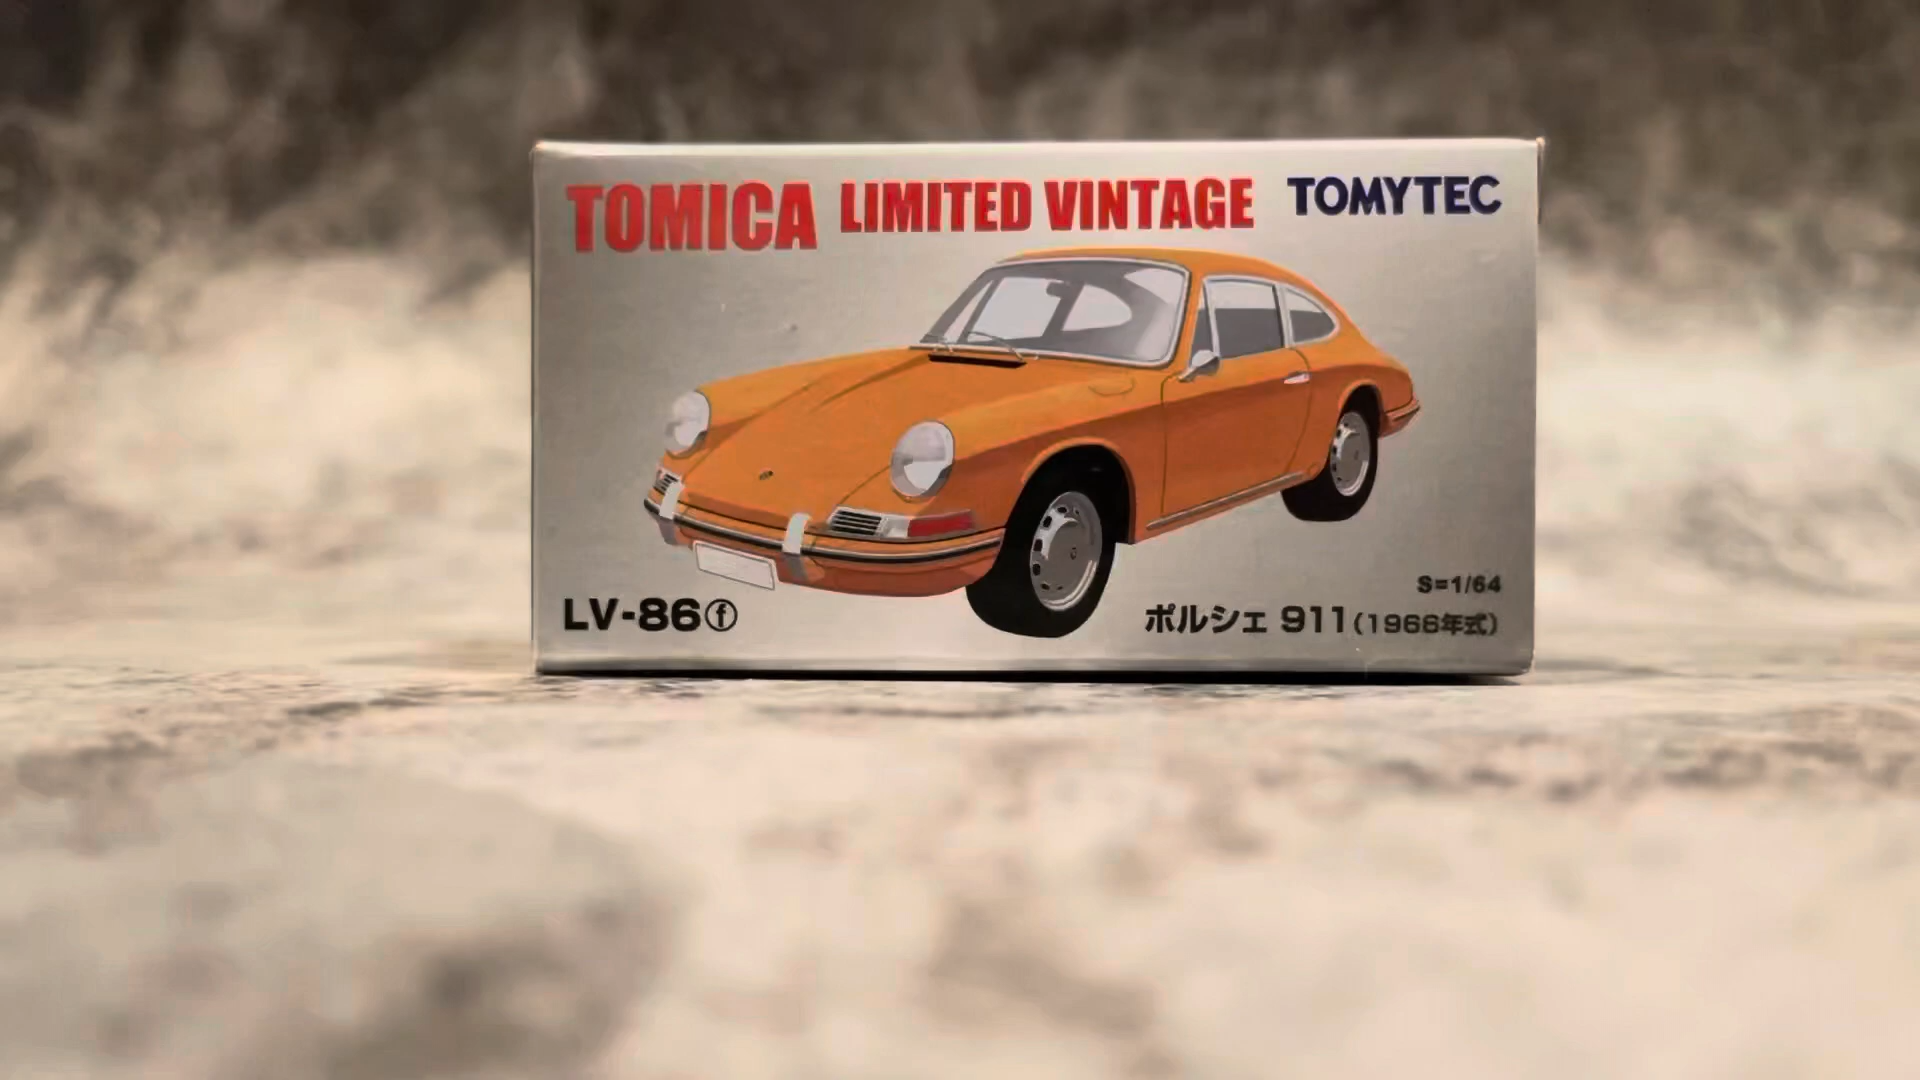 TOMICA LIMITED VINTAGE TOMYTEC
S=1/64
LV-86ⓕ ポルシェ 911(1966年式)